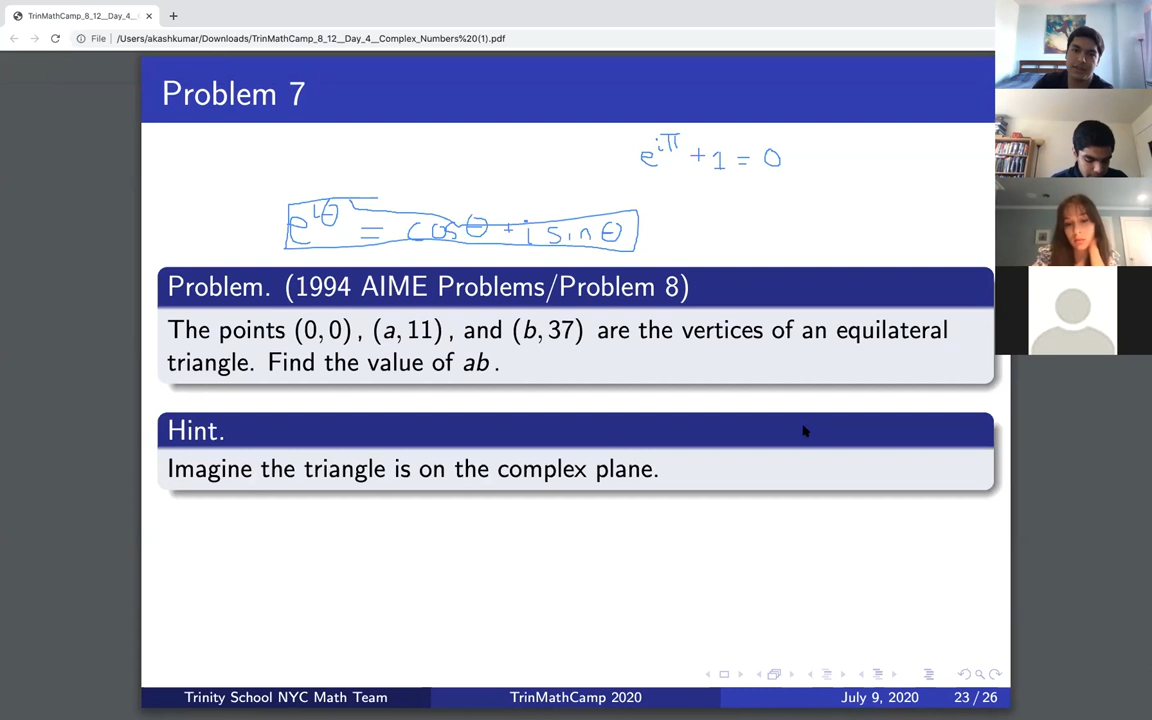 TrinMathCamp_8_12__Day_4__
File /Users/akashkumar/Downloads/TrinMathCamp_8_12__Day_4__Complex_Numbers%20(1).pdf
Problem 7
e^{iπ} + 1 = 0
e^{iθ} = cos θ + i sin θ
Problem. (1994 AIME Problems/Problem 8)
The points (0, 0), (a, 11), and (b, 37) are the vertices of an equilateral
triangle. Find the value of ab.
Hint.
Imagine the triangle is on the complex plane.
Trinity School NYC Math Team TrinMathCamp 2020 July 9, 2020 23 / 26